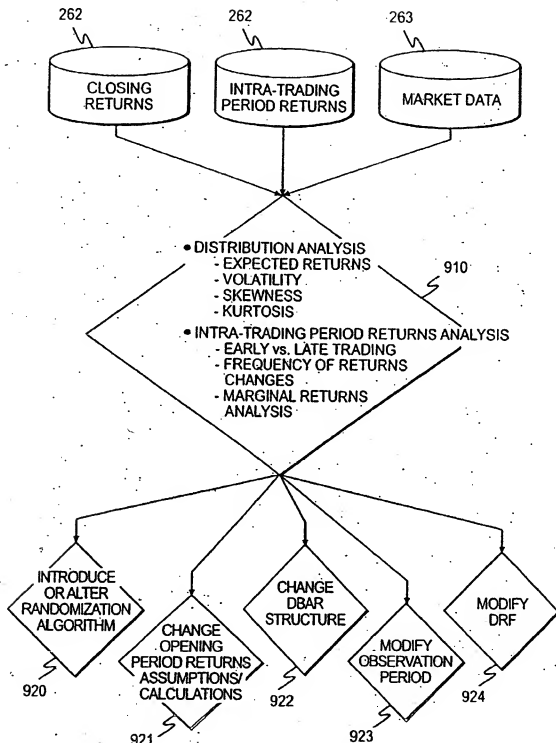 262
262
263
CLOSING
RETURNS
INTRA-TRADING
PERIOD RETURNS
MARKET DATA
• DISTRIBUTION ANALYSIS
- EXPECTED RETURNS
- VOLATILITY
- SKEWNESS
- KURTOSIS
910
• INTRA-TRADING PERIOD RETURNS ANALYSIS
- EARLY vs. LATE TRADING
- FREQUENCY OF RETURNS
CHANGES
- MARGINAL RETURNS
ANALYSIS
INTRODUCE
OR ALTER
RANDOMIZATION
ALGORITHM
920
CHANGE
OPENING
PERIOD RETURNS
ASSUMPTIONS/
CALCULATIONS
921
CHANGE
DBAR
STRUCTURE
922
MODIFY
OBSERVATION
PERIOD
923
MODIFY
DRF
924